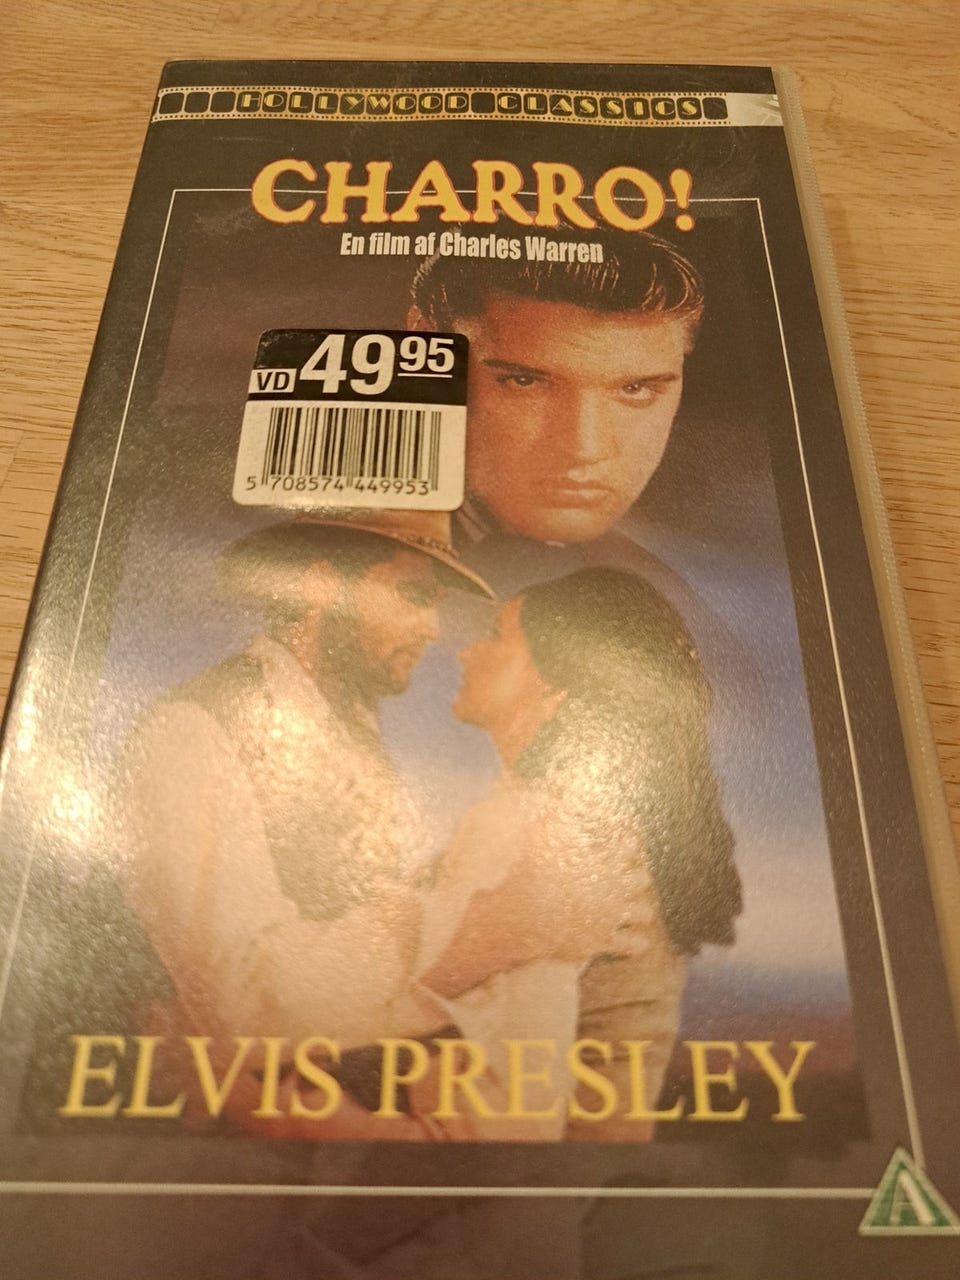 HOLLYWOOD CLASSICS
CHARRO!
En film af Charles Warren
VD 49 95
5 708574 449953
ELVIS PRESLEY
A